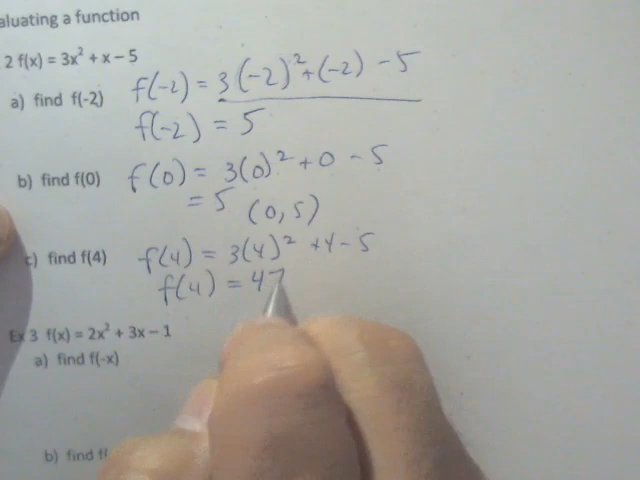 aluating a function
2 f(x) = 3x² + x – 5
a) find f(-2) f(-2) = 3(-2)² + (-2) - 5
f(-2) = 5
b) find f(0) f(0) = 3(0)² + 0 - 5
= 5 (0,5)
c) find f(4) f(4) = 3(4)² + 4 - 5
f(4) = 47
Ex 3 f(x) = 2x² + 3x – 1
a) find f(-x)
b) find f(